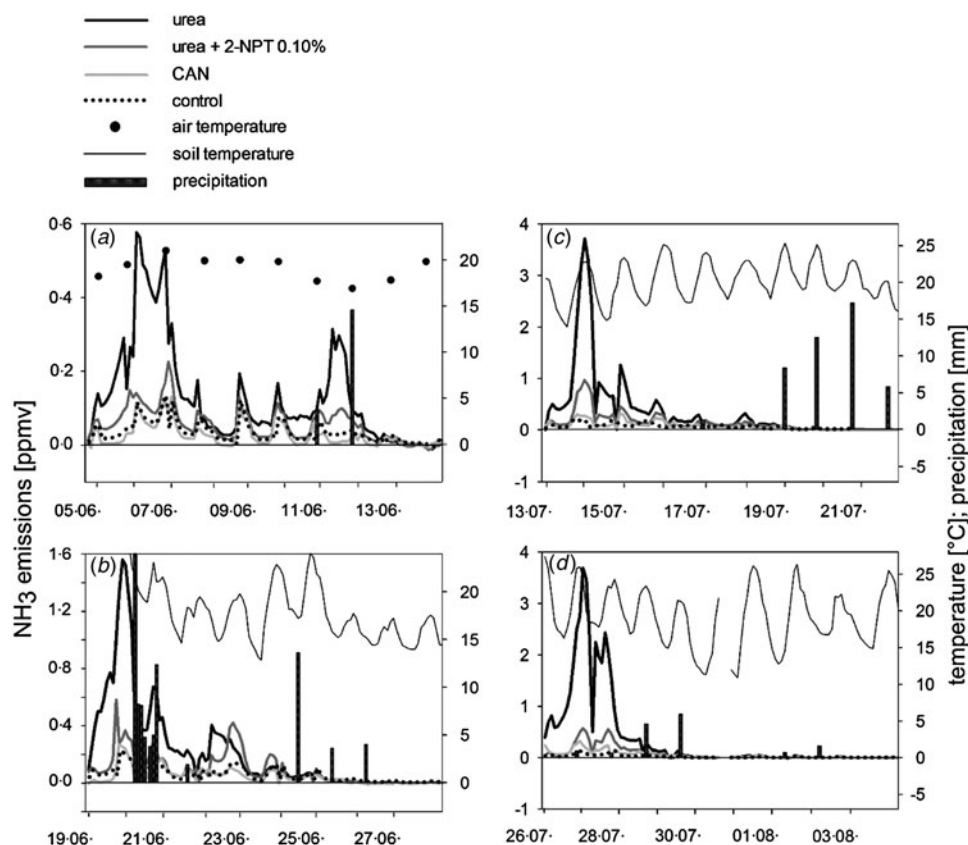 urea
urea + 2-NPT 0.10%
CAN
control
air temperature
soil temperature
precipitation
NH3 emissions [ppmv]
(a)
0·6
0·4
0·2
0·0
20
15
10
5
0
05·06· 07·06· 09·06· 11·06· 13·06·
(c)
4
3
2
1
0
-1
25
20
15
10
5
0
-5
13·07· 15·07· 17·07· 19·07· 21·07·
(b)
1·6
1·2
0·8
0·4
0·0
20
15
10
5
0
19·06· 21·06· 23·06· 25·06· 27·06·
(d)
4
3
2
1
0
-1
25
20
15
10
5
0
-5
26·07· 28·07· 30·07· 01·08· 03·08·
temperature [°C]; precipitation [mm]